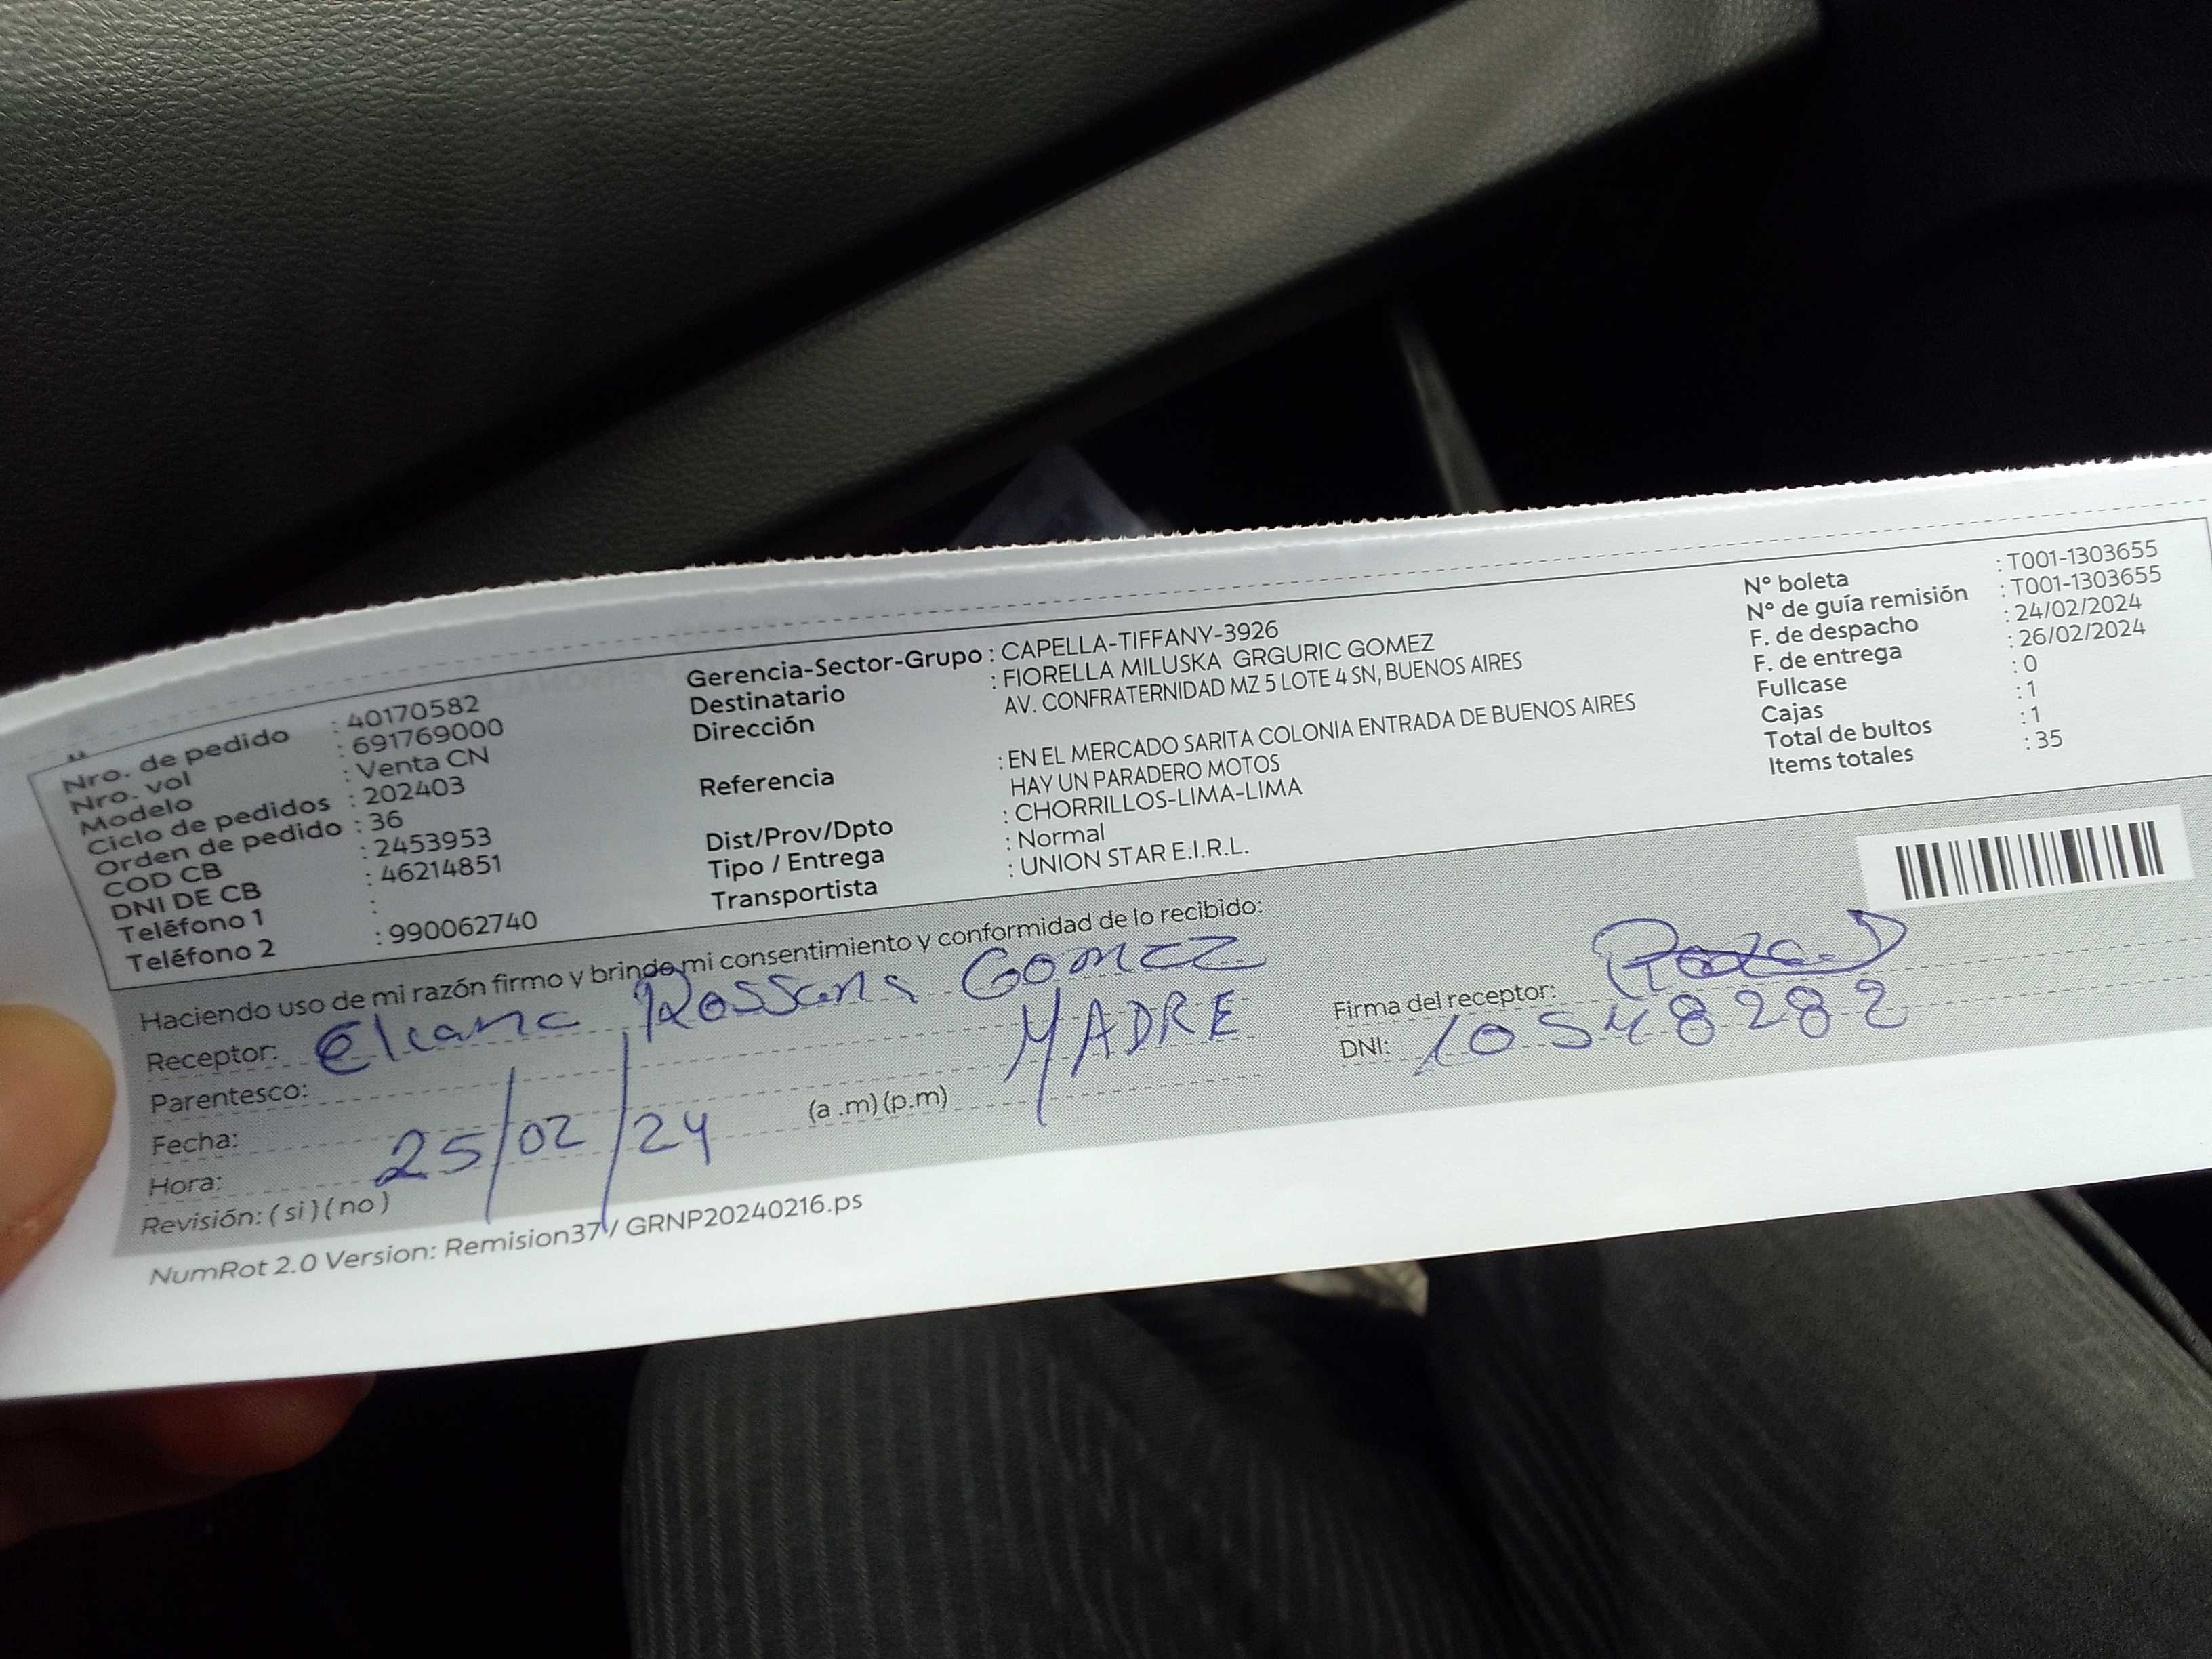 Nro. de pedido : 40170582
Nro. vol : 691769000
Modelo : Venta CN
Ciclo de pedidos : 202403
Orden de pedido : 36
COD CB : 2453953
DNI DE CB : 46214851
Teléfono 1 :
Teléfono 2 : 990062740
Gerencia-Sector-Grupo : CAPELLA-TIFFANY-3926
Destinatario : FIORELLA MILUSKA GRGURIC GOMEZ
Dirección AV. CONFRATERNIDAD MZ 5 LOTE 4 SN, BUENOS AIRES
Referencia : EN EL MERCADO SARITA COLONIA ENTRADA DE BUENOS AIRES
HAY UN PARADERO MOTOS
Dist/Prov/Dpto : CHORRILLOS-LIMA-LIMA
Tipo / Entrega : Normal
Transportista : UNION STAR E.I.R.L.
N° boleta : T001-1303655
N° de guía remisión : T001-1303655
F. de despacho : 24/02/2024
F. de entrega : 26/02/2024
Fullcase : 0
Cajas : 1
Total de bultos : 1
Items totales : 35
Haciendo uso de mi razón firmo y brindo mi consentimiento y conformidad de lo recibido:
Receptor: Rossana Gomez
Parentesco: MADRE
Fecha: 25/02/24
Hora: (a .m) (p.m)
Revisión: ( si ) ( no )
Firma del receptor:
DNI: 10548282
NumRot 2.0 Version: Remision37 / GRNP20240216.ps